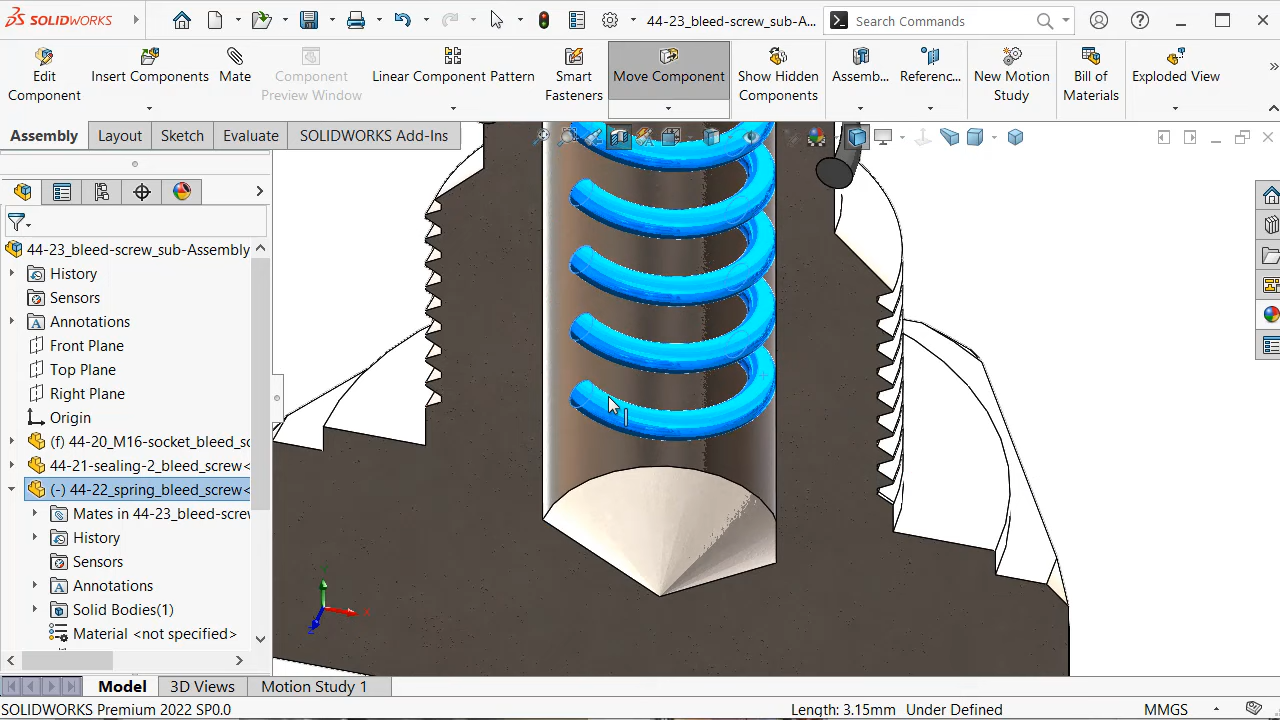 SOLIDWORKS
44-23_bleed-screw_sub-A...
Search Commands
Edit Component
Insert Components
Mate
Component Preview Window
Linear Component Pattern
Smart Fasteners
Move Component
Show Hidden Components
Assemb...
Referenc...
New Motion Study
Bill of Materials
Exploded View
Assembly
Layout
Sketch
Evaluate
SOLIDWORKS Add-Ins
44-23_bleed-screw_sub-Assembly
History
Sensors
Annotations
Front Plane
Top Plane
Right Plane
Origin
(f) 44-20_M16-socket_bleed_sc
44-21-sealing-2_bleed_screw<
(-) 44-22_spring_bleed_screw<
Mates in 44-23_bleed-screw
History
Sensors
Annotations
Solid Bodies(1)
Material <not specified>
Model
3D Views
Motion Study 1
SOLIDWORKS Premium 2022 SP0.0
Length: 3.15mm
Under Defined
MMGS